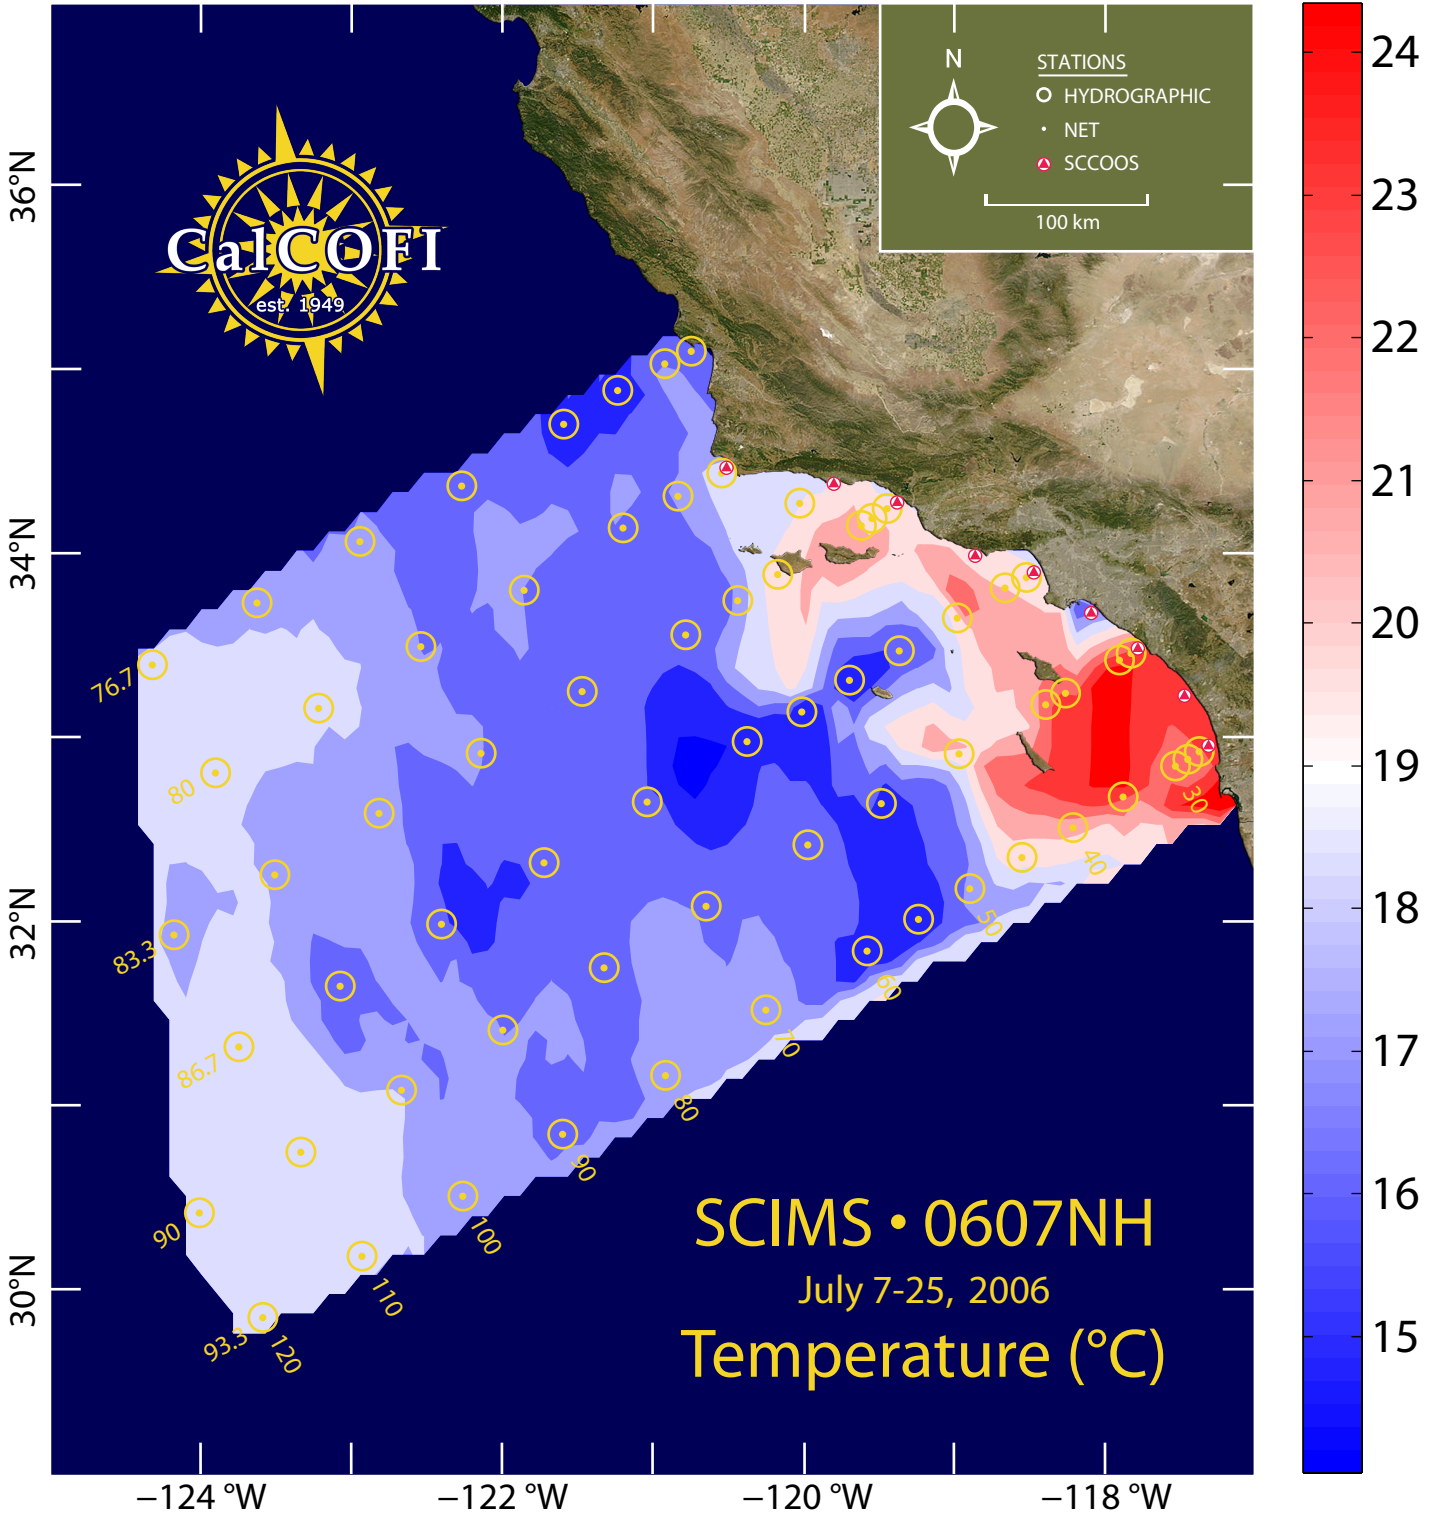 N
STATIONS
HYDROGRAPHIC
NET
SCCOOS
100 km
CalCOFI
est. 1949
36°N
34°N
32°N
30°N
76.7
80
83.3
86.7
90
93.3
30
40
50
60
70
80
90
100
110
120
SCIMS • 0607NH
July 7-25, 2006
Temperature (°C)
−124 °W
−122 °W
−120 °W
−118 °W
24
23
22
21
20
19
18
17
16
15